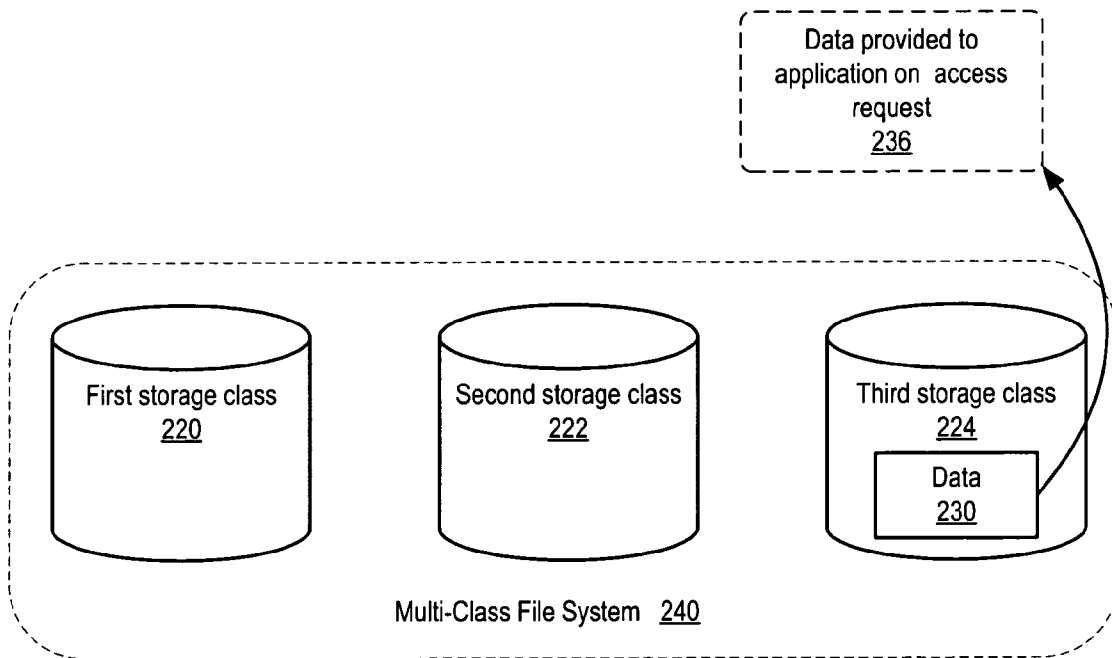 Data provided to
application on access
request
236
First storage class
220
Second storage class
222
Third storage class
224
Data
230
Multi-Class File System 240